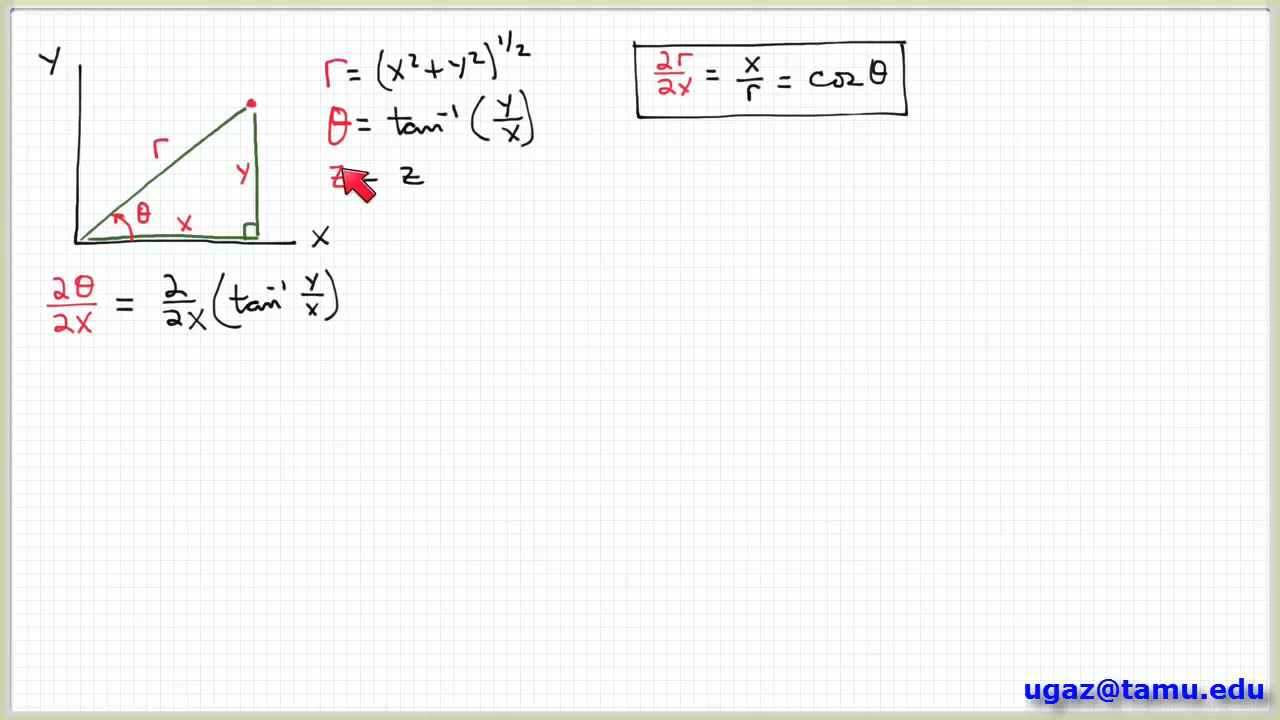 Y
r = (x² + y²)^1/2
θ = tan⁻¹ (y/x)
z = z
r
y
θ
x
X
∂r/∂x = x/r = cos θ
∂θ/∂x = ∂/∂x (tan⁻¹ y/x)
ugaz@tamu.edu